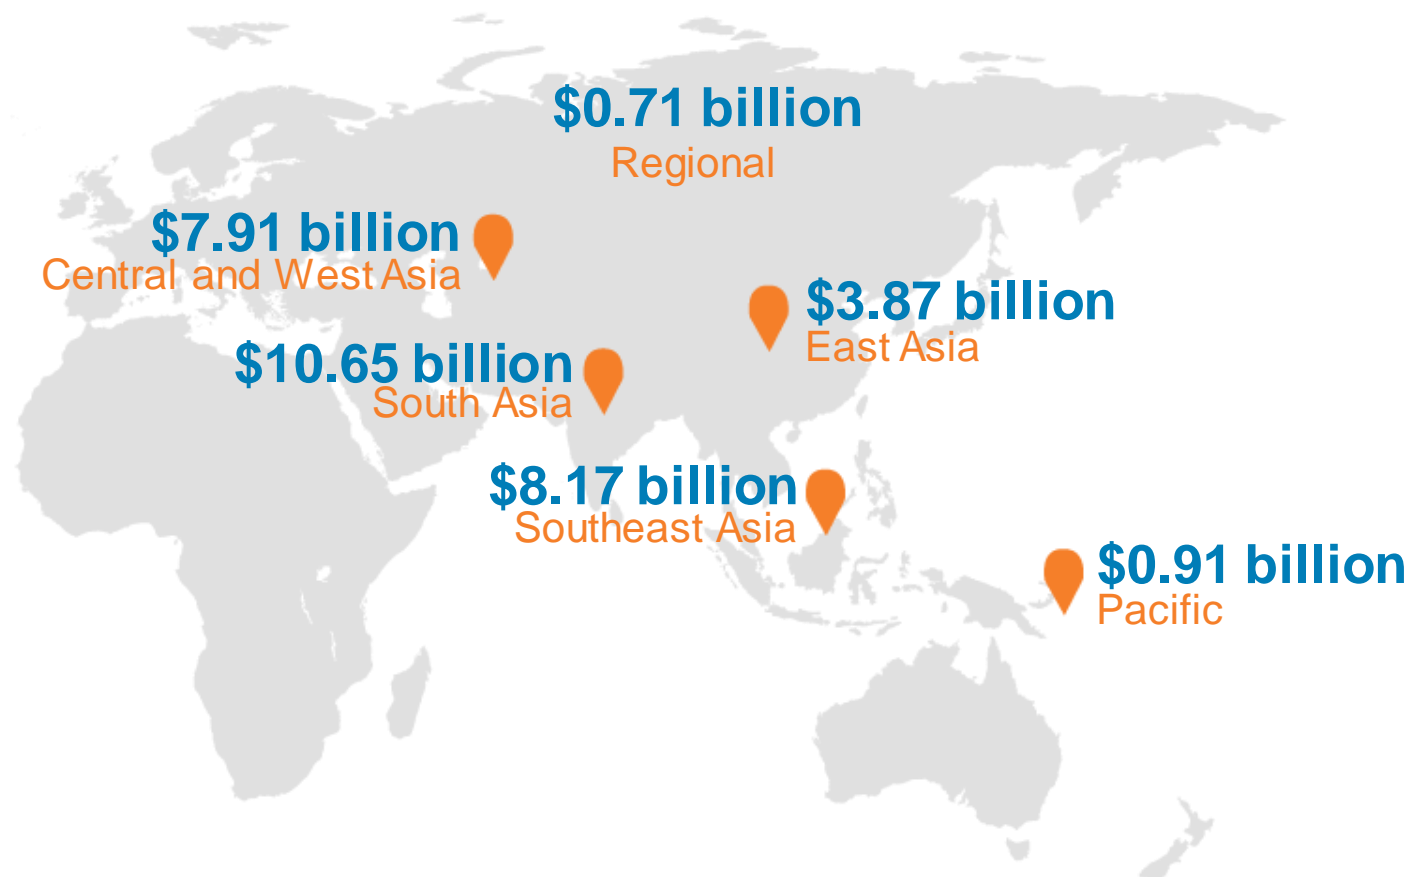 $0.71 billion
Regional
$7.91 billion
Central and West Asia
$3.87 billion
East Asia
$10.65 billion
South Asia
$8.17 billion
Southeast Asia
$0.91 billion
Pacific